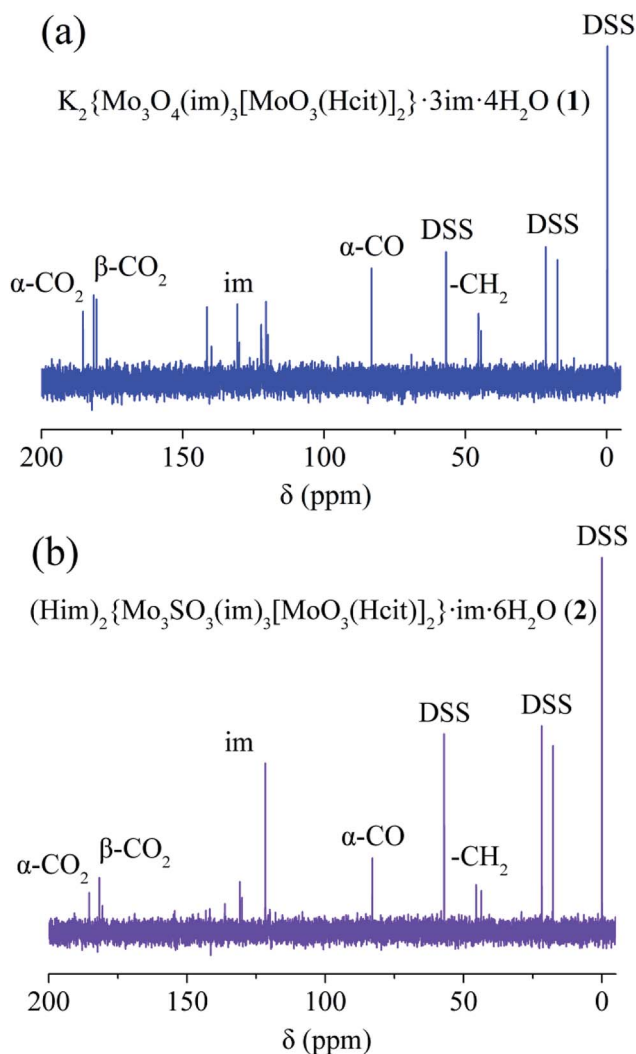 (a)
DSS
K₂{Mo₃O₄(im)₃[MoO₃(Hcit)]₂}·3im·4H₂O (1)
α-CO₂
β-CO₂
im
α-CO
DSS
-CH₂
DSS
200 150 100 50 0
δ (ppm)
(b)
DSS
(Him)₂{Mo₃SO₃(im)₃[MoO₃(Hcit)]₂}·im·6H₂O (2)
α-CO₂
β-CO₂
im
α-CO
DSS
-CH₂
DSS
200 150 100 50 0
δ (ppm)